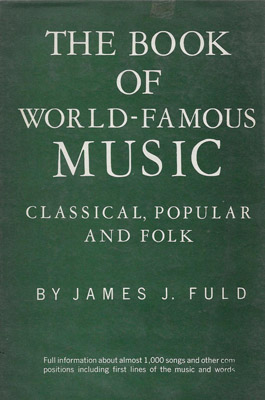 THE BOOK
OF
WORLD-FAMOUS
MUSIC
CLASSICAL, POPULAR
AND FOLK
BY JAMES J. FULD
Full information about almost 1,000 songs and other com
positions including first lines of the music and words